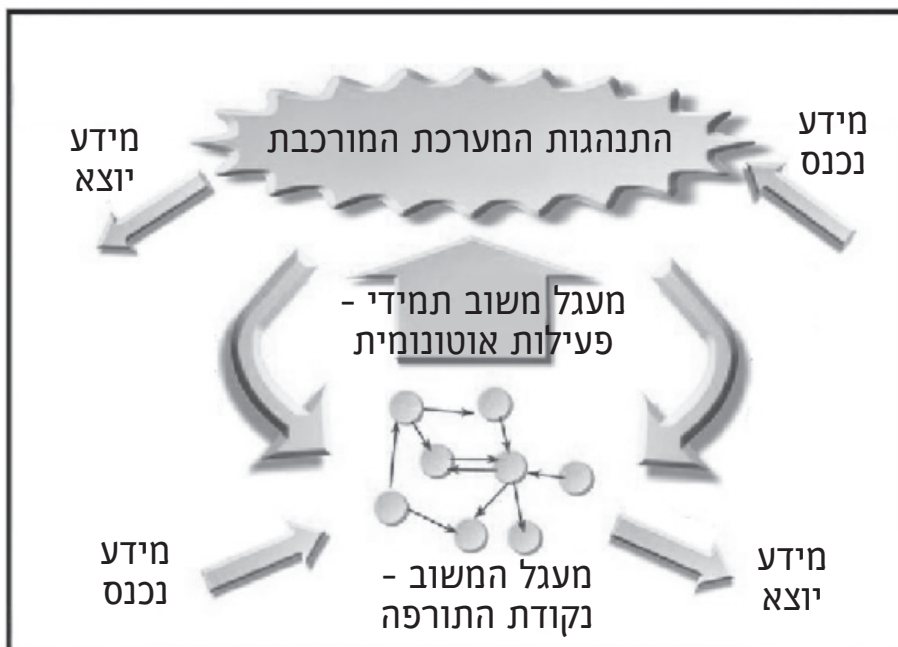 מידע
נכנס
התנהגות המערכת המורכבת
מידע
יוצא
מעגל משוב תמידי -
פעילות אוטונומית
מידע
יוצא
מעגל המשוב -
נקודת התורפה
מידע
נכנס